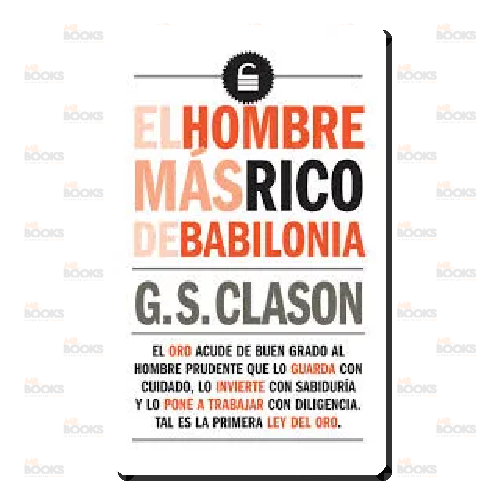 EL HOMBRE
MÁS RICO
DE BABILONIA
G. S. CLASON
EL ORO ACUDE DE BUEN GRADO AL
HOMBRE PRUDENTE QUE LO GUARDA CON
CUIDADO, LO INVIERTE CON SABIDURÍA
Y LO PONE A TRABAJAR CON DILIGENCIA.
TAL ES LA PRIMERA LEY DEL ORO.